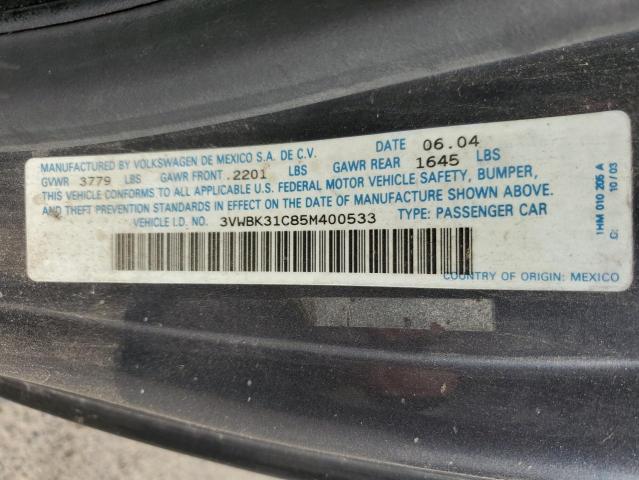 MANUFACTURED BY VOLKSWAGEN DE MEXICO S.A. DE C.V. DATE 06.04
GVWR 3779 LBS GAWR FRONT 2201 LBS GAWR REAR 1645 LBS
THIS VEHICLE CONFORMS TO ALL APPLICABLE U.S. FEDERAL MOTOR VEHICLE SAFETY, BUMPER,
AND THEFT PREVENTION STANDARDS IN EFFECT ON THE DATE OF MANUFACTURE SHOWN ABOVE.
VEHICLE I.D. NO. 3VWBK31C85M400533 TYPE: PASSENGER CAR
COUNTRY OF ORIGIN: MEXICO
1HM 010 205 A
10/03